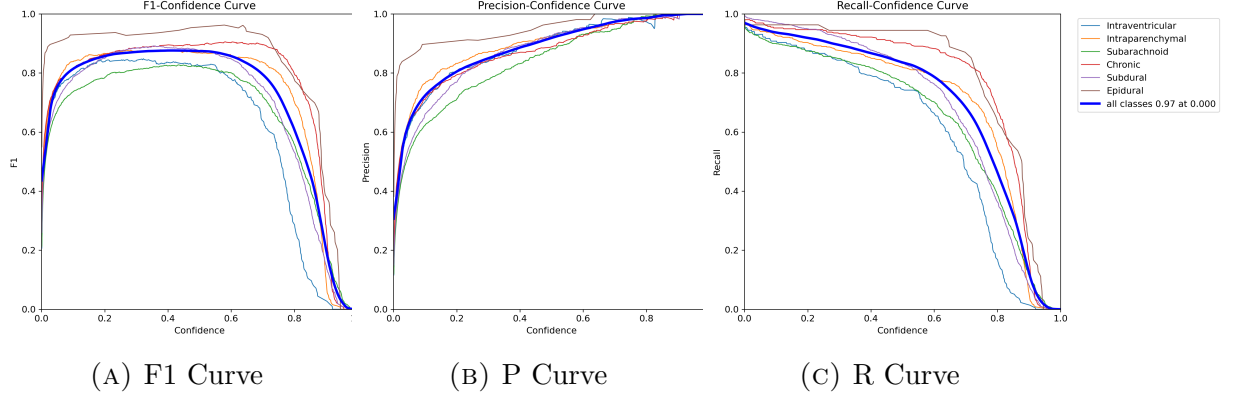 F1-Confidence Curve
F1
1.0
0.8
0.6
0.4
0.2
0.0
0.0 0.2 0.4 0.6 0.8
Confidence
Precision-Confidence Curve
Precision
1.0
0.8
0.6
0.4
0.2
0.0
0.0 0.2 0.4 0.6 0.8
Confidence
Recall-Confidence Curve
Recall
1.0
0.8
0.6
0.4
0.2
0.0
0.0 0.2 0.4 0.6 0.8 1.0
Confidence
Intraventricular
Intraparenchymal
Subarachnoid
Chronic
Subdural
Epidural
all classes 0.97 at 0.000
(A) F1 Curve
(B) P Curve
(C) R Curve